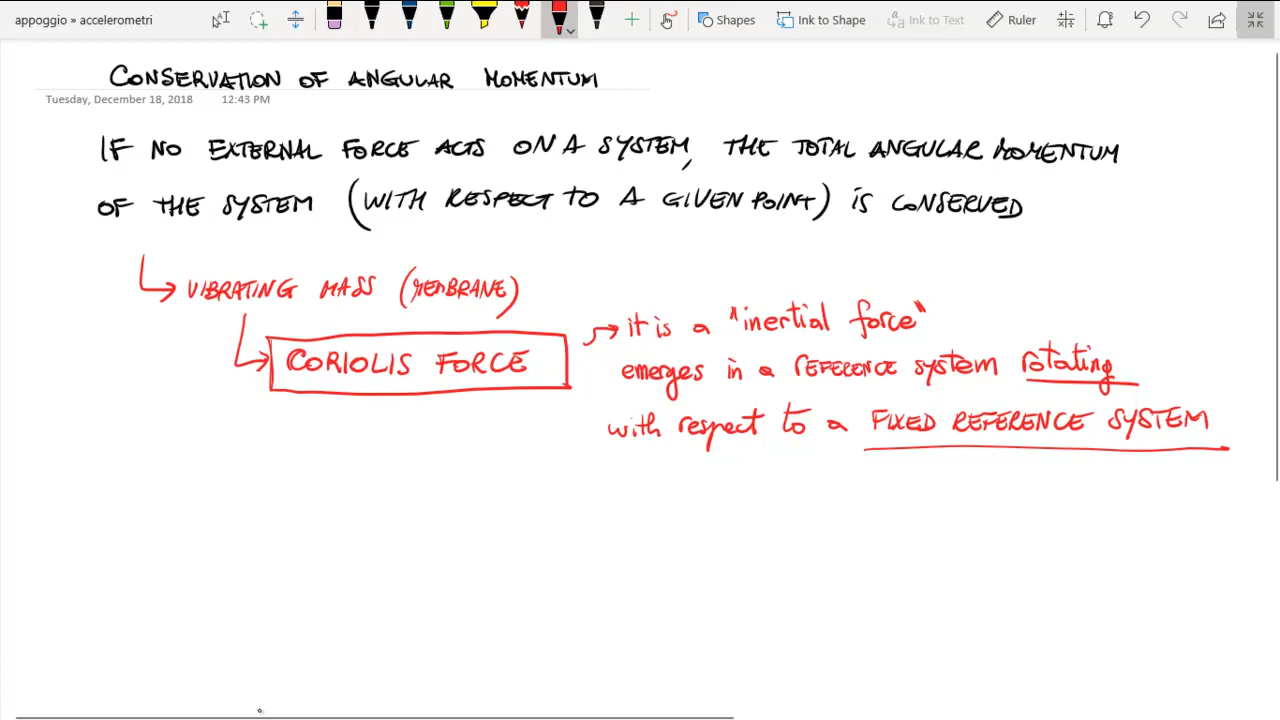 appoggio » accelerometri
Shapes
Ink to Shape
Ink to Text
Ruler
CONSERVATION OF ANGULAR MOMENTUM
Tuesday, December 18, 2018 12:43 PM
IF NO EXTERNAL FORCE ACTS ON A SYSTEM, THE TOTAL ANGULAR MOMENTUM
OF THE SYSTEM (WITH RESPECT TO A GIVEN POINT) IS CONSERVED
VIBRATING MASS (MEMBRANE)
CORIOLIS FORCE
it is a "inertial force"
emerges in a REFERENCE system rotating
with respect to a FIXED REFERENCE SYSTEM